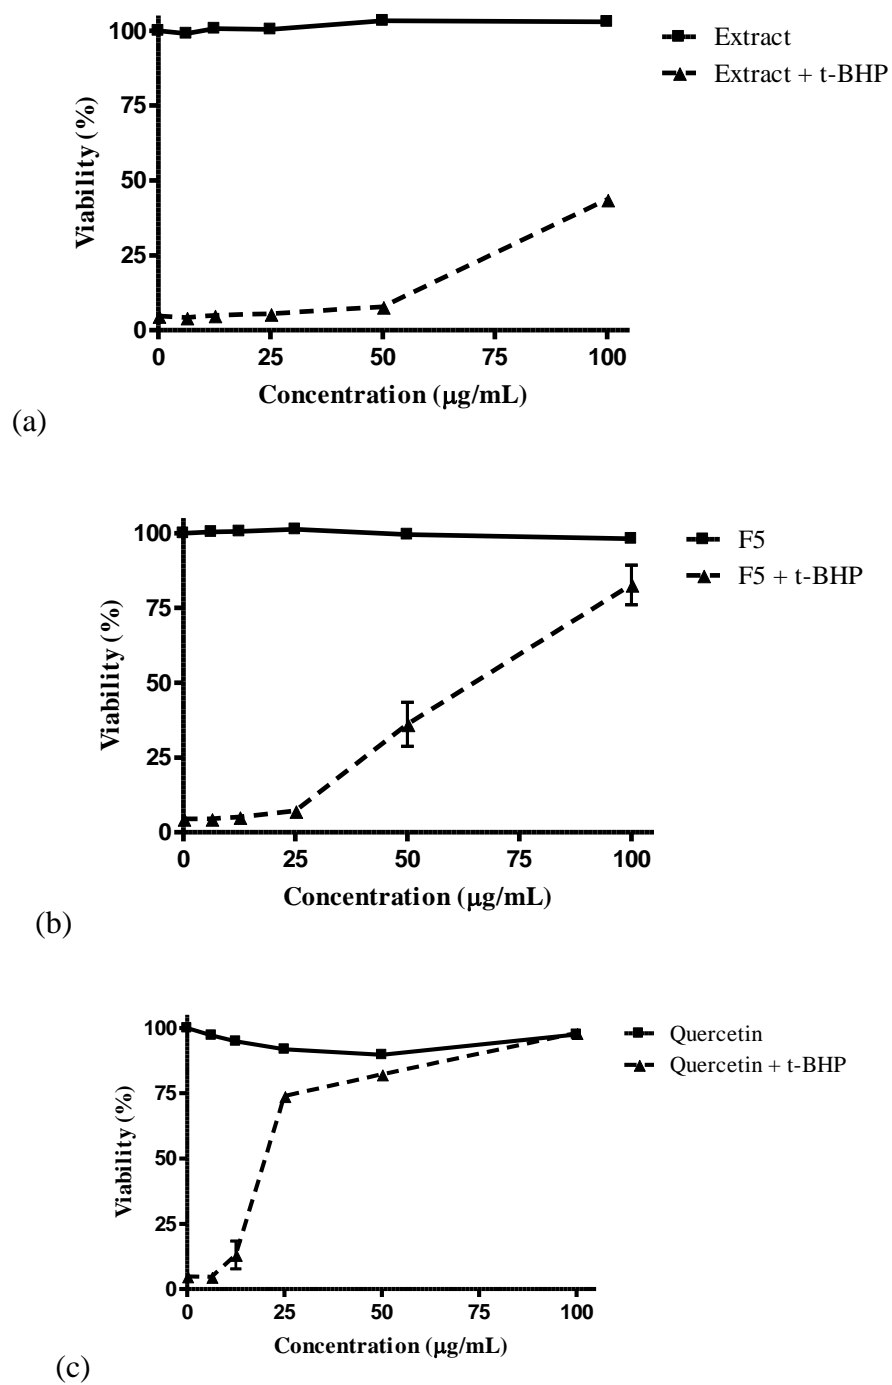 100
75
50
25
0
Viability (%)
0 25 50 75 100
Concentration (μg/mL)
Extract
Extract + t-BHP
(a)
100
75
50
25
0
Viability (%)
0 25 50 75 100
Concentration (μg/mL)
F5
F5 + t-BHP
(b)
100
75
50
25
0
Viability (%)
0 25 50 75 100
Concentration (μg/mL)
Quercetin
Quercetin + t-BHP
(c)